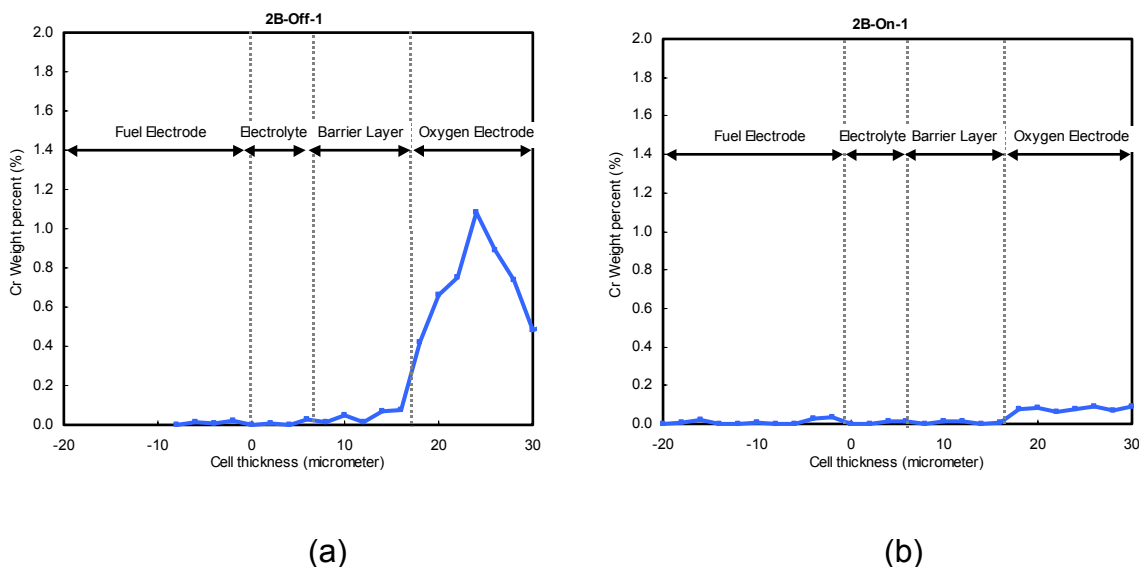 2B-Off-1
2.0
1.8
1.6
1.4
1.2
1.0
0.8
0.6
0.4
0.2
0.0
Cr Weight percent (%)
Fuel Electrode
Electrolyte
Barrier Layer
Oxygen Electrode
-20
-10
0
10
20
30
Cell thickness (micrometer)
(a)
2B-On-1
2.0
1.8
1.6
1.4
1.2
1.0
0.8
0.6
0.4
0.2
0.0
Cr Weight percent (%)
Fuel Electrode
Electrolyte
Barrier Layer
Oxygen Electrode
-20
-10
0
10
20
30
Cell thickness (micrometer)
(b)